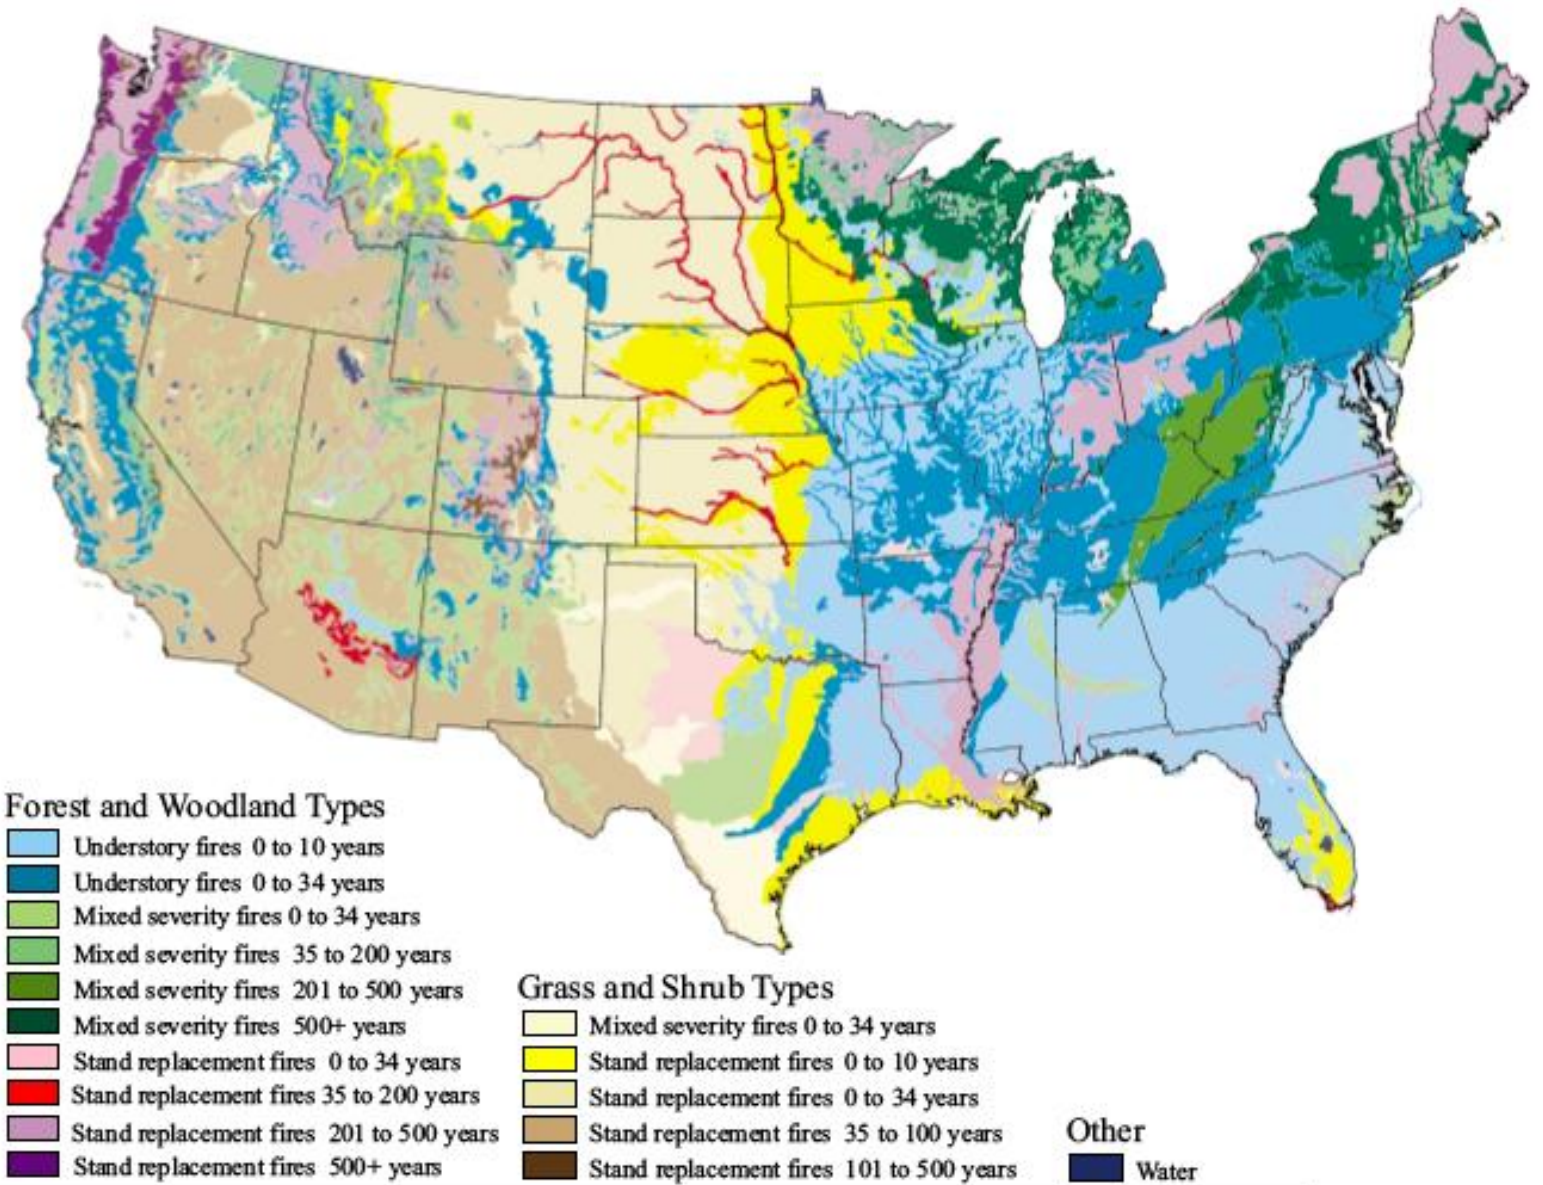 Forest and Woodland Types
Understory fires 0 to 10 years
Understory fires 0 to 34 years
Mixed severity fires 0 to 34 years
Mixed severity fires 35 to 200 years
Mixed severity fires 201 to 500 years
Mixed severity fires 500+ years
Stand replacement fires 0 to 34 years
Stand replacement fires 35 to 200 years
Stand replacement fires 201 to 500 years
Stand replacement fires 500+ years
Grass and Shrub Types
Mixed severity fires 0 to 34 years
Stand replacement fires 0 to 10 years
Stand replacement fires 0 to 34 years
Stand replacement fires 35 to 100 years
Stand replacement fires 101 to 500 years
Other
Water